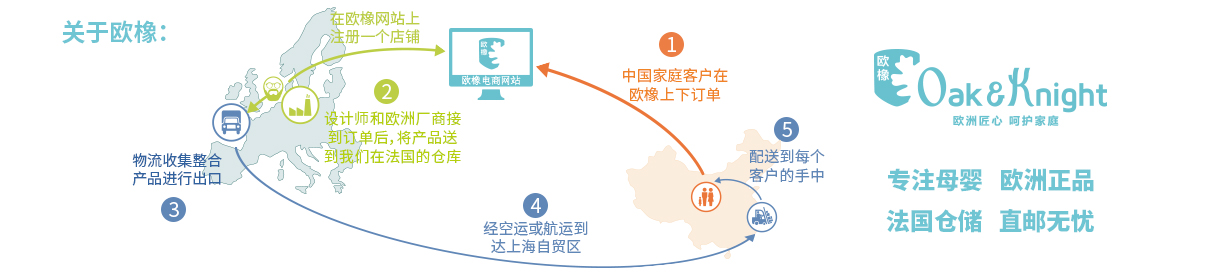 关于欧橡：
在欧橡网站上
注册一个店铺
欧橡
欧橡电商网站
1
中国家庭客户在
欧橡上下订单
2
设计师和欧洲厂商接
到订单后，将产品送
到我们在法国的仓库
物流收集整合
产品进行出口
3
4
经空运或航运到
达上海自贸区
5
配送到每个
客户的手中
欧橡
Oak & Knight
欧洲匠心 呵护家庭
专注母婴 欧洲正品
法国仓储 直邮无忧